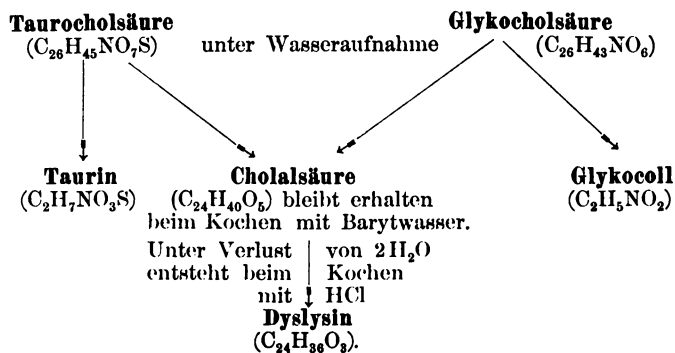 Taurocholsäure Glykocholsäure
(C₂₆H₄₅NO₇S) unter Wasseraufnahme (C₂₆H₄₃NO₆)
Taurin Cholalsäure Glykocoll
(C₂H₇NO₃S) (C₂₄H₄₀O₅) bleibt erhalten (C₂H₅NO₂)
beim Kochen mit Barytwasser.
Unter Verlust von 2H₂O
entsteht beim Kochen
mit HCl
Dyslysin
(C₂₄H₃₆O₃).